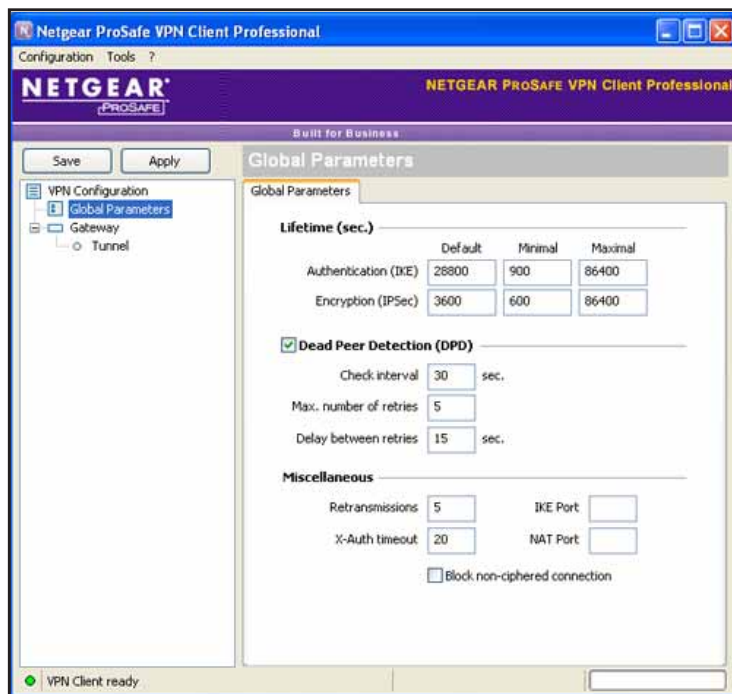 N Netgear ProSafe VPN Client Professional
Configuration Tools ?
NETGEAR®
PROSAFE
NETGEAR PROSAFE VPN Client Professional
Built for Business
Save Apply
Global Parameters
VPN Configuration
Global Parameters
Gateway
Tunnel
Global Parameters
Lifetime (sec.)
Default Minimal Maximal
Authentication (IKE) 28800 900 86400
Encryption (IPSec) 3600 600 86400
Dead Peer Detection (DPD)
Check interval 30 sec.
Max. number of retries 5
Delay between retries 15 sec.
Miscellaneous
Retransmissions 5 IKE Port
X-Auth timeout 20 NAT Port
Block non-ciphered connection
VPN Client ready